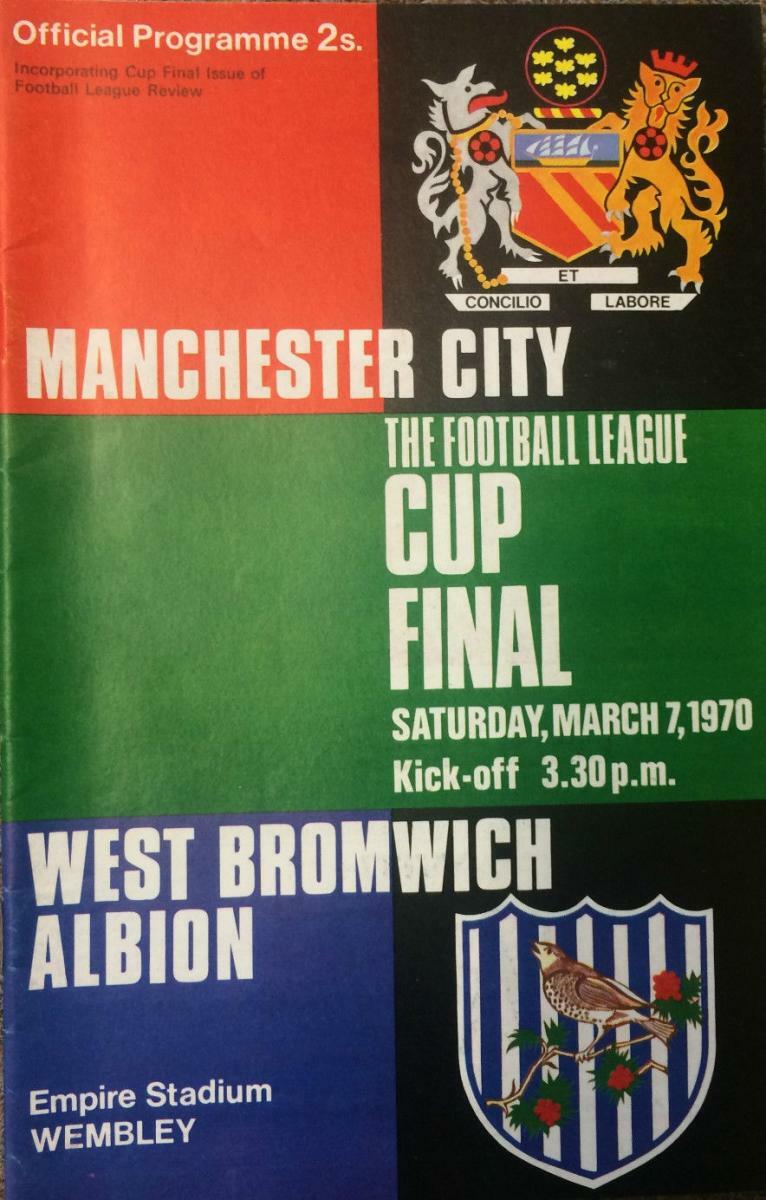 Official Programme 2s.
Incorporating Cup Final Issue of
Football League Review
ET
CONCILIO LABORE
MANCHESTER CITY
THE FOOTBALL LEAGUE
CUP
FINAL
SATURDAY, MARCH 7, 1970
Kick-off 3.30 p.m.
WEST BROMWICH
ALBION
Empire Stadium
WEMBLEY